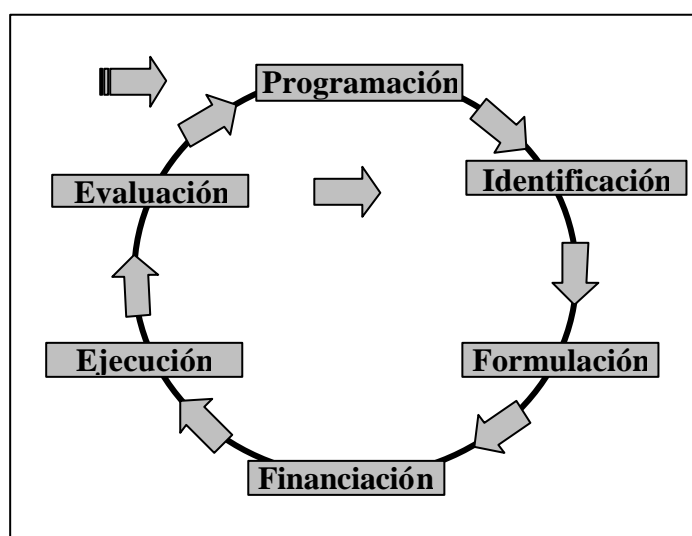 Programación
Identificación
Formulación
Financiación
Ejecución
Evaluación